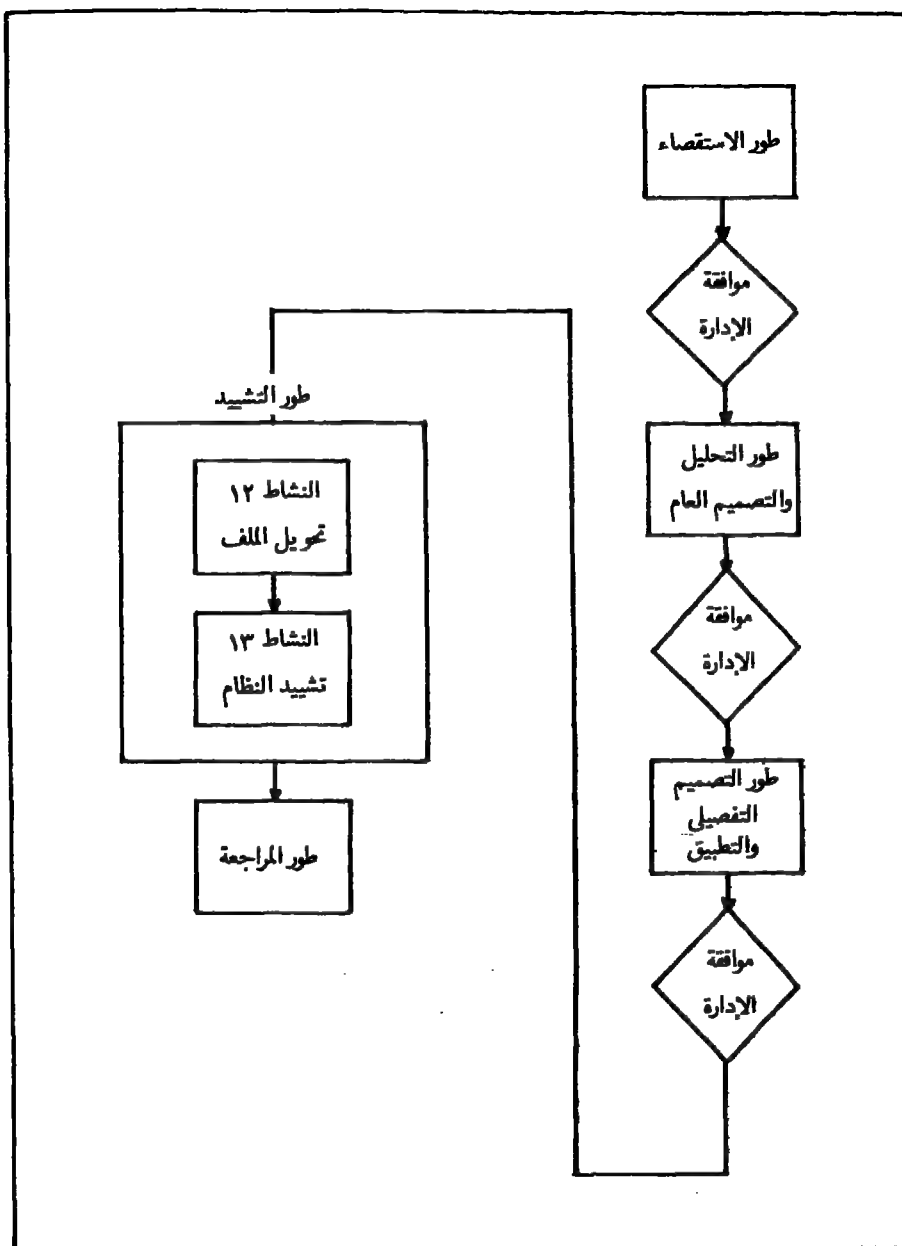 طور الاستقصاء
موافقة
الإدارة
طور التحليل
والتصميم العام
موافقة
الإدارة
طور التصميم
التفصيلي
والتطبيق
موافقة
الإدارة
طور التشييد
النشاط ١٢
تحويل الملف
النشاط ١٣
تشييد النظام
طور المراجعة